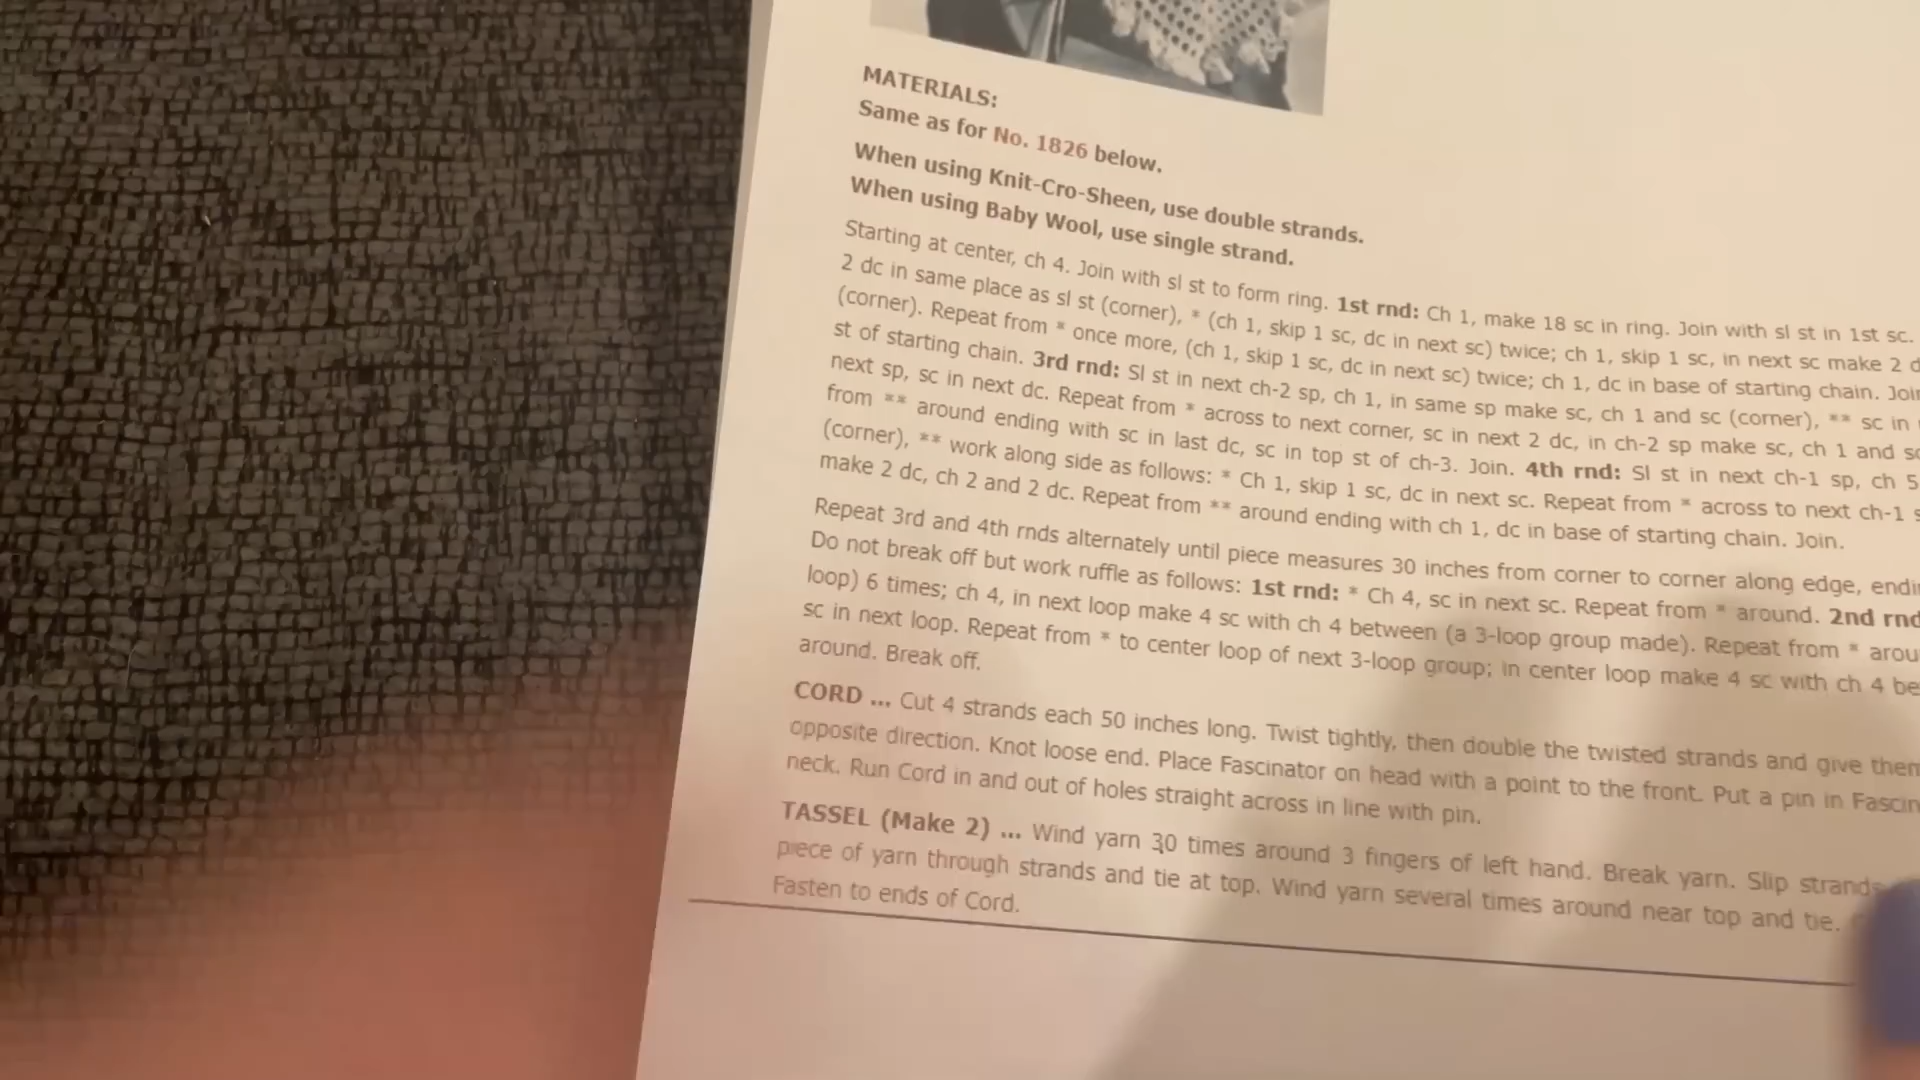 MATERIALS:
Same as for No. 1826 below.
When using Knit-Cro-Sheen, use double strands.
When using Baby Wool, use single strand.
Starting at center, ch 4. Join with sl st to form ring. 1st rnd: Ch 1, make 18 sc in ring. Join with sl st in 1st sc.
2 dc in same place as sl st (corner), * (ch 1, skip 1 sc, dc in next sc) twice; ch 1, skip 1 sc, in next sc make 2 d
(corner). Repeat from * once more, (ch 1, skip 1 sc, dc in next sc) twice; ch 1, dc in base of starting chain. Joi
st of starting chain. 3rd rnd: Sl st in next ch-2 sp, ch 1, in same sp make sc, ch 1 and sc (corner), ** sc in
next sp, sc in next dc. Repeat from * across to next corner, sc in next 2 dc, in ch-2 sp make sc, ch 1 and sc
from ** around ending with sc in last dc, sc in top st of ch-3. Join. 4th rnd: Sl st in next ch-1 sp, ch 5
(corner), ** work along side as follows: * Ch 1, skip 1 sc, dc in next sc. Repeat from * across to next ch-1 s
make 2 dc, ch 2 and 2 dc. Repeat from ** around ending with ch 1, dc in base of starting chain. Join.
Repeat 3rd and 4th rnds alternately until piece measures 30 inches from corner to corner along edge, endi
Do not break off but work ruffle as follows: 1st rnd: * Ch 4, sc in next sc. Repeat from * around. 2nd rnd
loop) 6 times; ch 4, in next loop make 4 sc with ch 4 between (a 3-loop group made). Repeat from * arou
sc in next loop. Repeat from * to center loop of next 3-loop group; in center loop make 4 sc with ch 4 be
around. Break off.
CORD ... Cut 4 strands each 50 inches long. Twist tightly, then double the twisted strands and give them
opposite direction. Knot loose end. Place Fascinator on head with a point to the front. Put a pin in Fascin
neck. Run Cord in and out of holes straight across in line with pin.
TASSEL (Make 2) ... Wind yarn 30 times around 3 fingers of left hand. Break yarn. Slip strands
piece of yarn through strands and tie at top. Wind yarn several times around near top and tie.
Fasten to ends of Cord.